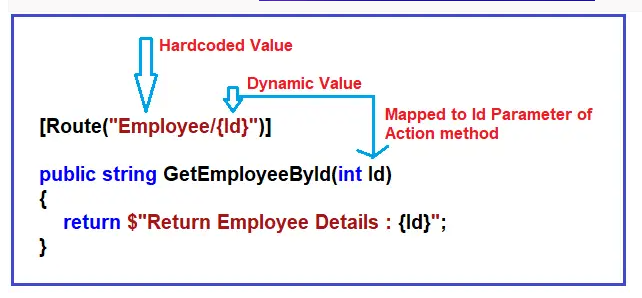 Hardcoded Value
Dynamic Value
Mapped to Id Parameter of
Action method
[Route("Employee/{Id}")]
public string GetEmployeeById(int Id)
{
return $"Return Employee Details : {Id}";
}